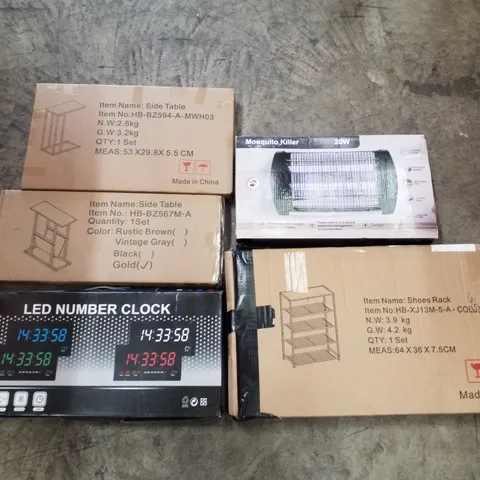 Item Name: Side Table
Item No:HB-BZ594-A-MWH03
N.W:2.8kg
G.W:3.2kg
QTY:1 Set
MEAS:53 X29.8X 5.5 CM
Made in China
Mosquito Killer 20W
Item Name:Side Table
Item No.: HB-BZ567M-A
Quantity: 1Set
Color: Rustic Brown( )
Vintage Gray( )
Black( )
Gold(✓)
LED NUMBER CLOCK
14:33:58 14:33:58
14:33:58 14:33:58
Item Name: Shoes Rack
Item No:HB-XJ13M-5-A-
N.W: 3.9 kg
G.W: 4.2 kg
QTY: 1 Set
MEAS:64 X 36 X 7.5CM